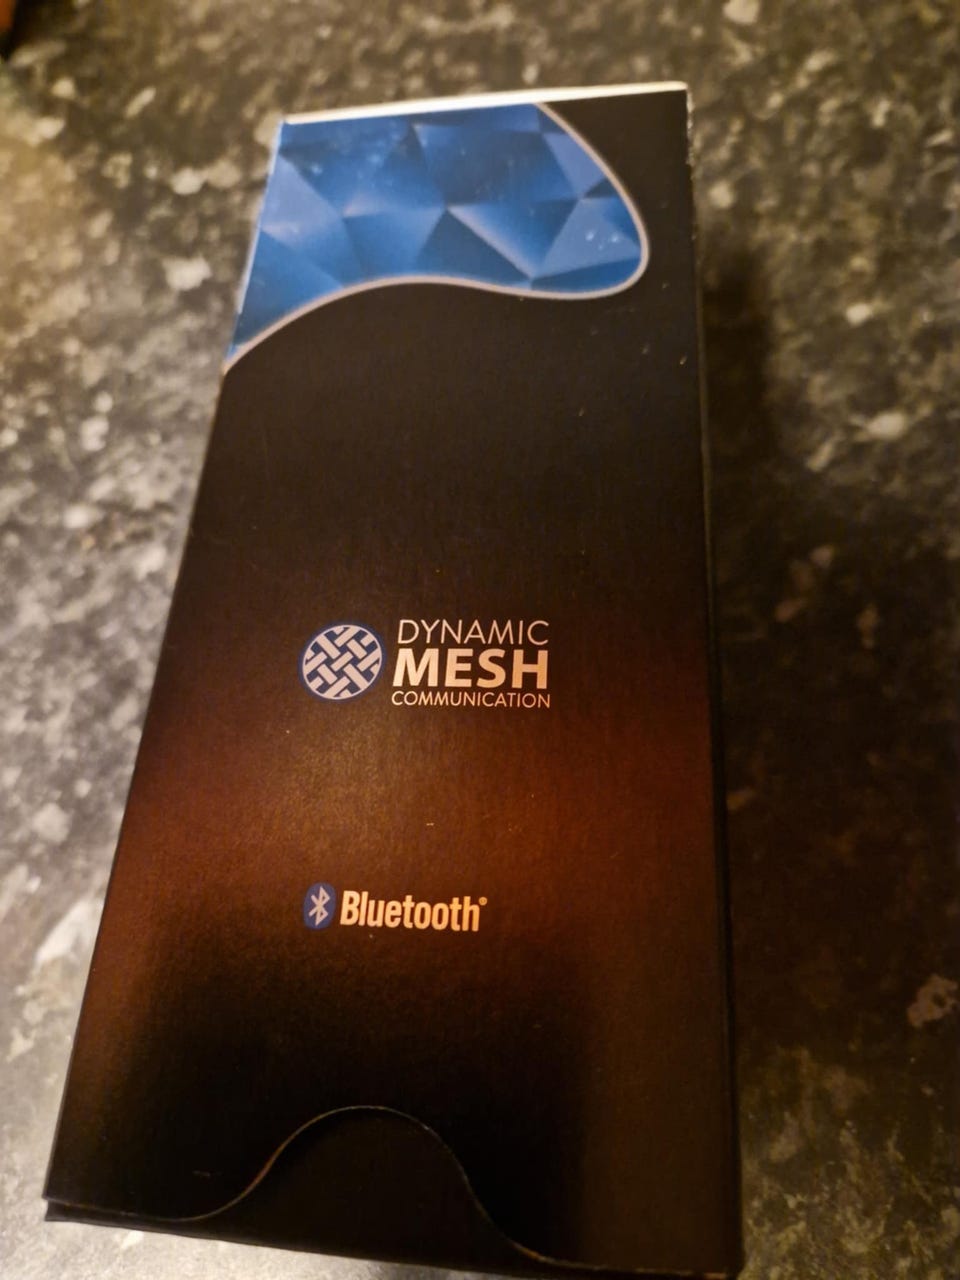 DYNAMIC
MESH
COMMUNICATION
Bluetooth®